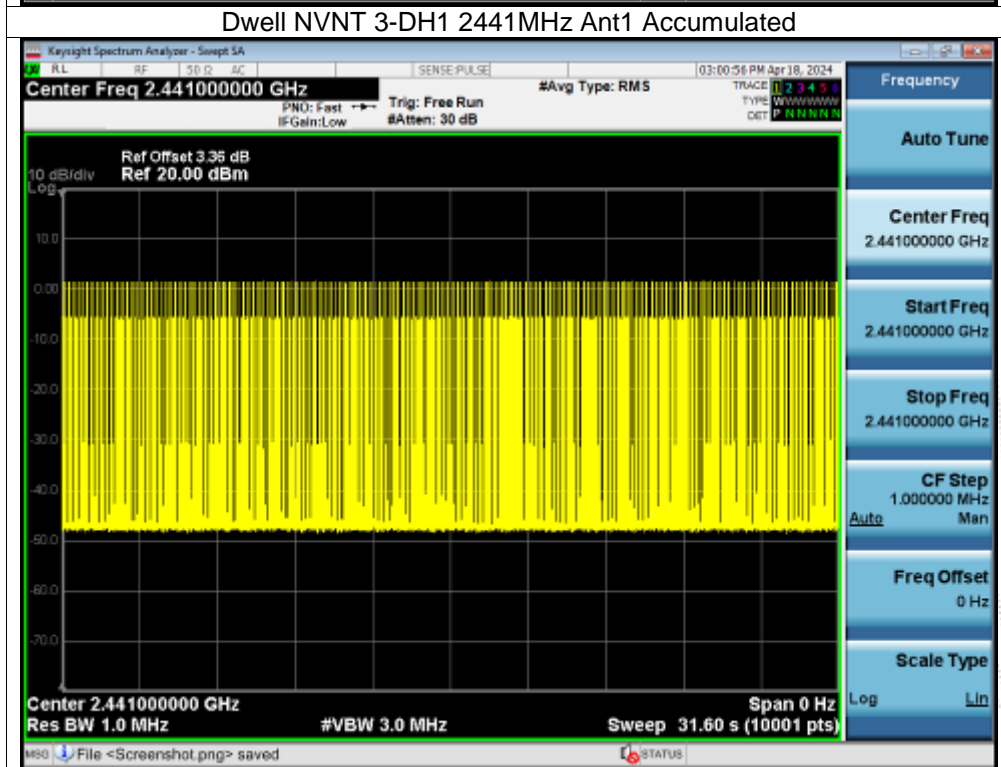 Dwell NVNT 3-DH1 2441MHz Ant1 Accumulated
Keysight Spectrum Analyzer - Swept SA
RL RF 50 Ω AC SENSE:PULSE 03:00:56 PM Apr 18, 2024
Center Freq 2.441000000 GHz #Avg Type: RMS TRACE 1 2 3 4 5 6
PNO: Fast Trig: Free Run TYPE WWWWWW
IFGain:Low #Atten: 30 dB DET P N N N N N
Ref Offset 3.36 dB
10 dB/div Ref 20.00 dBm
Log
10.0
0.00
-10.0
-20.0
-30.0
-40.0
-50.0
-60.0
-70.0
Center 2.441000000 GHz Span 0 Hz
Res BW 1.0 MHz #VBW 3.0 MHz Sweep 31.60 s (10001 pts)
MSG File <Screenshot.png> saved STATUS
Frequency
Auto Tune
Center Freq
2.441000000 GHz
Start Freq
2.441000000 GHz
Stop Freq
2.441000000 GHz
CF Step
1.000000 MHz
Auto Man
Freq Offset
0 Hz
Scale Type
Log Lin